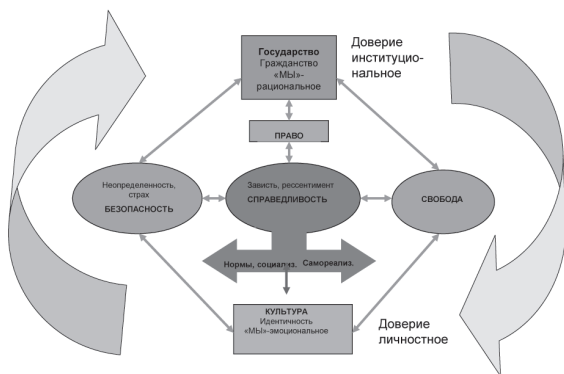 Государство
Гражданство
«МЫ»-
рациональное
Доверие
институцио-
нальное
ПРАВО
Неопределенность,
страх
БЕЗОПАСНОСТЬ
Зависть, рессентимент
СПРАВЕДЛИВОСТЬ
СВОБОДА
Нормы, социализ. Самореализ.
КУЛЬТУРА
Идентичность
«МЫ»-эмоциональное
Доверие
личностное